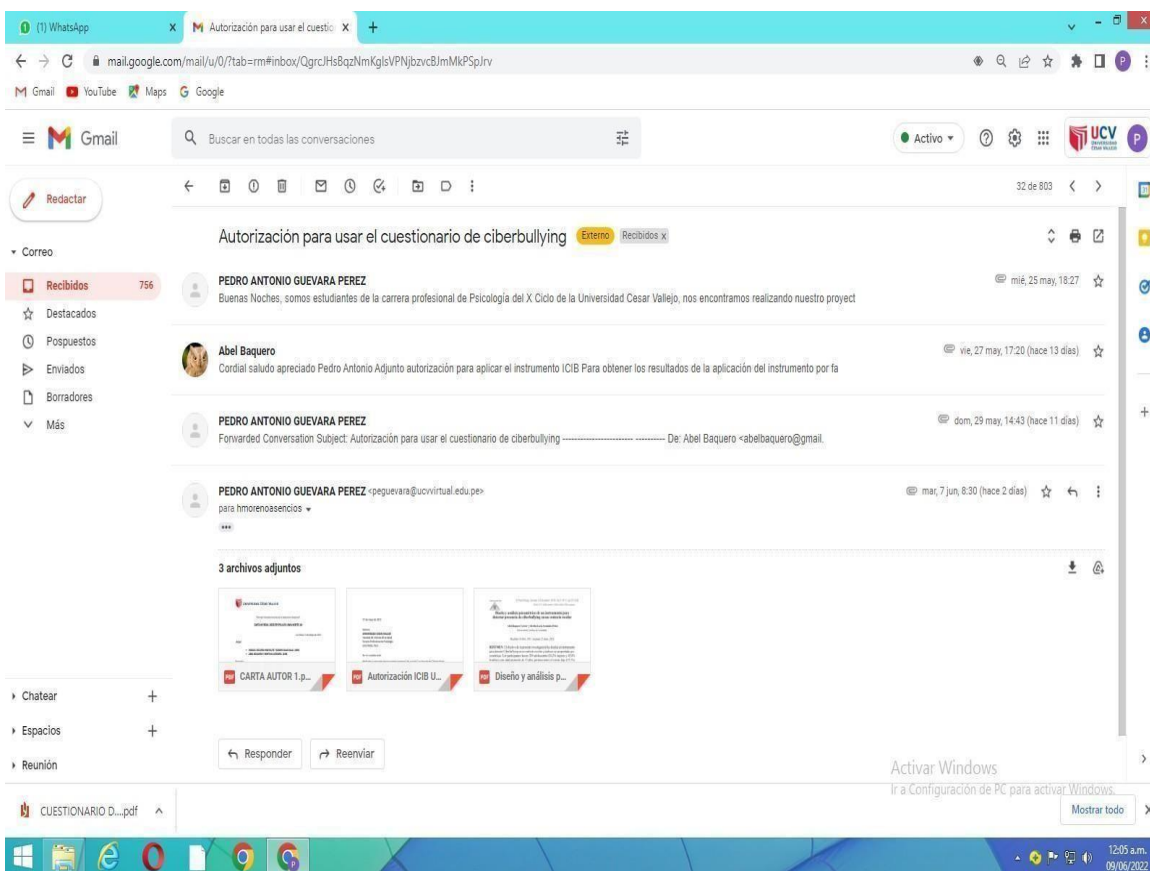 (1) WhatsApp
Autorización para usar el cuestio
mail.google.com/mail/u/0/?tab=rm#inbox/QgrcJHsBqzNmKglsVPNjbzvcBJmMkPSpJrv
Gmail YouTube Maps Google
Gmail
Buscar en todas las conversaciones
Activo
UCV
UNIVERSIDAD
CÉSAR VALLEJO
P
Redactar
32 de 803
Correo
Recibidos 756
Destacados
Pospuestos
Enviados
Borradores
Más
Autorización para usar el cuestionario de ciberbullying Externo Recibidos x
PEDRO ANTONIO GUEVARA PEREZ mié, 25 may, 18:27
Buenas Noches, somos estudiantes de la carrera profesional de Psicología del X Ciclo de la Universidad Cesar Vallejo, nos encontramos realizando nuestro proyect
Abel Baquero vie, 27 may, 17:20 (hace 13 días)
Cordial saludo apreciado Pedro Antonio Adjunto autorización para aplicar el instrumento ICIB Para obtener los resultados de la aplicación del instrumento por fa
PEDRO ANTONIO GUEVARA PEREZ dom, 29 may, 14:43 (hace 11 días)
Forwarded Conversation Subject: Autorización para usar el cuestionario de ciberbullying ------------------------ ---------- De: Abel Baquero <abelbaquero@gmail.
PEDRO ANTONIO GUEVARA PEREZ <peguevara@ucvvirtual.edu.pe> mar, 7 jun, 8:30 (hace 2 días)
para hmorenoasencios
3 archivos adjuntos
PDF CARTA AUTOR 1.p...
PDF Autorización ICIB U...
PDF Diseño y análisis p...
Chatear
Espacios
Reunión
Responder
Reenviar
Activar Windows
Ir a Configuración de PC para activar Windows.
CUESTIONARIO D....pdf
Mostrar todo
12:05 a.m.
09/06/2022